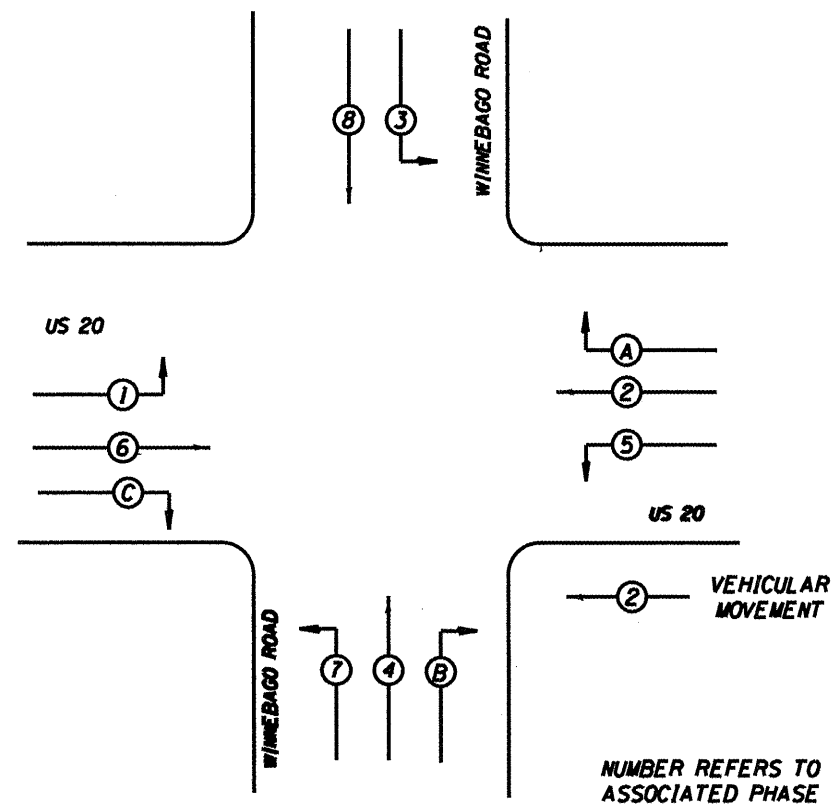 WINNEBAGO ROAD
8
3
US 20
A
1
2
6
5
C
US 20
2
VEHICULAR
MOVEMENT
WINNEBAGO ROAD
7
4
B
NUMBER REFERS TO
ASSOCIATED PHASE